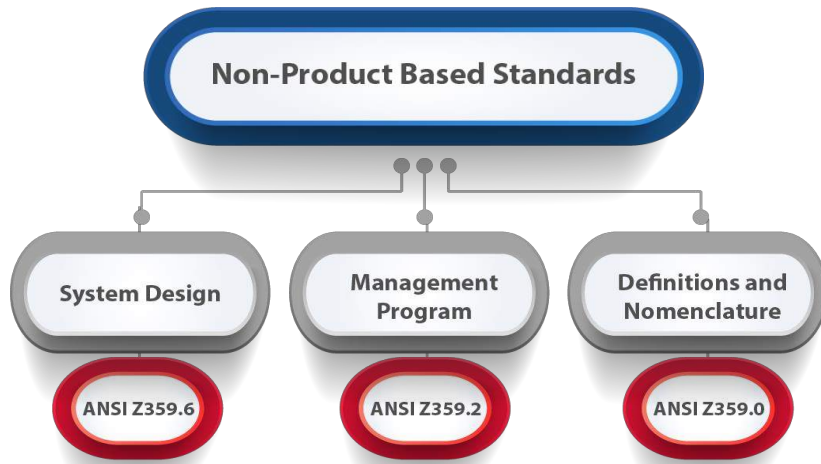 Non-Product Based Standards
System Design
Management
Program
Definitions and
Nomenclature
ANSI Z359.6
ANSI Z359.2
ANSI Z359.0